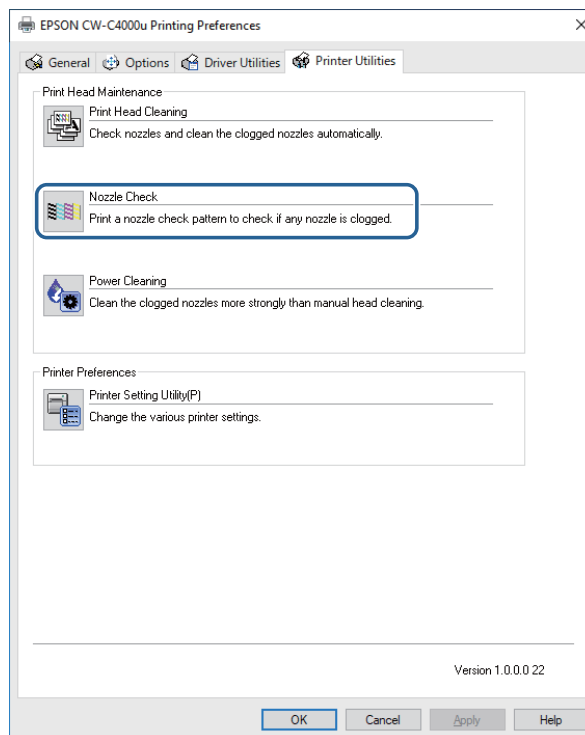 EPSON CW-C4000u Printing Preferences
General Options Driver Utilities Printer Utilities
Print Head Maintenance
Print Head Cleaning
Check nozzles and clean the clogged nozzles automatically.
Nozzle Check
Print a nozzle check pattern to check if any nozzle is clogged.
Power Cleaning
Clean the clogged nozzles more strongly than manual head cleaning.
Printer Preferences
Printer Setting Utility(P)
Change the various printer settings.
Version 1.0.0.0 22
OK Cancel Apply Help